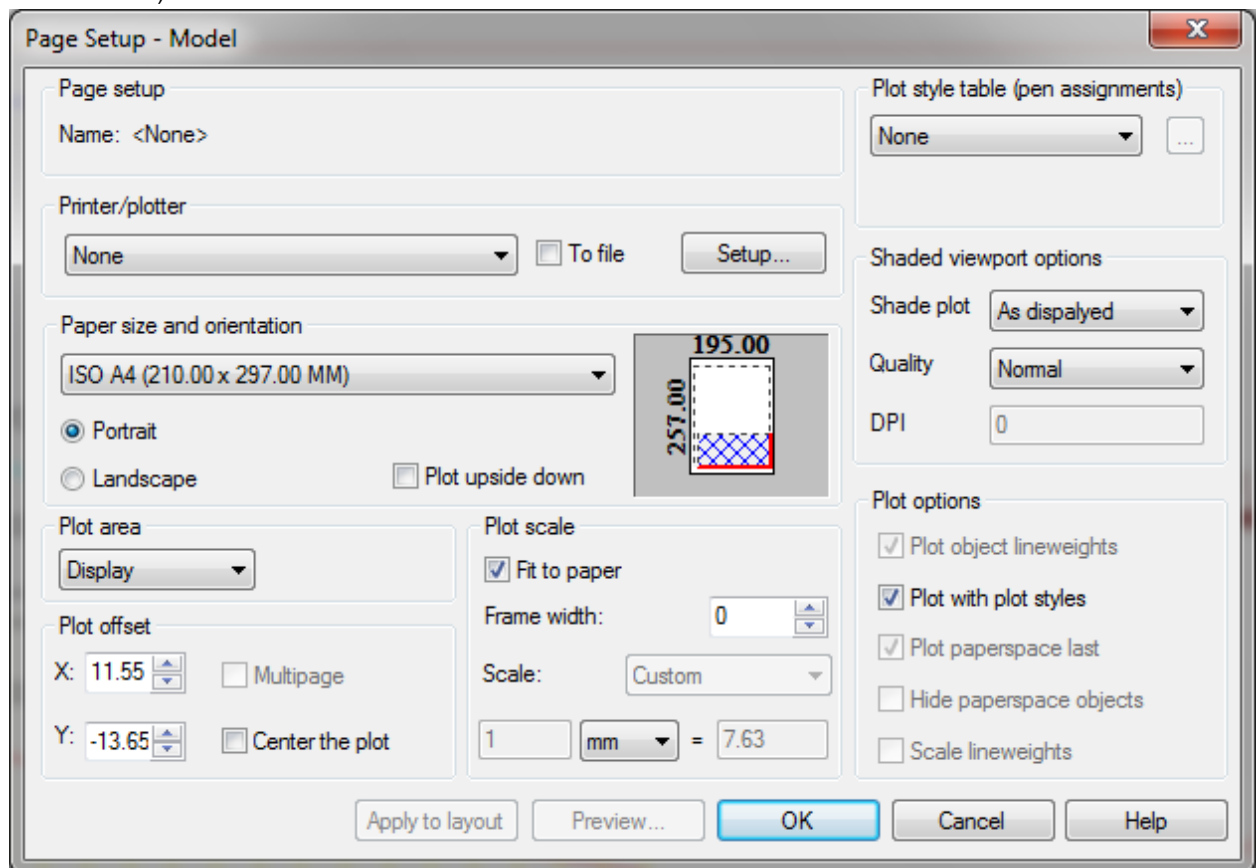 Page Setup - Model
Page setup
Name: <None>
Printer/plotter
None
To file
Setup...
Paper size and orientation
ISO A4 (210.00 x 297.00 MM)
Portrait
Landscape
Plot upside down
195.00
257.00
Plot area
Display
Plot offset
X: 11.55
Multipage
Y: -13.65
Center the plot
Plot scale
Fit to paper
Frame width: 0
Scale: Custom
1 mm = 7.63
Plot style table (pen assignments)
None ...
Shaded viewport options
Shade plot As dispalyed
Quality Normal
DPI 0
Plot options
Plot object lineweights
Plot with plot styles
Plot paperspace last
Hide paperspace objects
Scale lineweights
Apply to layout Preview... OK Cancel Help